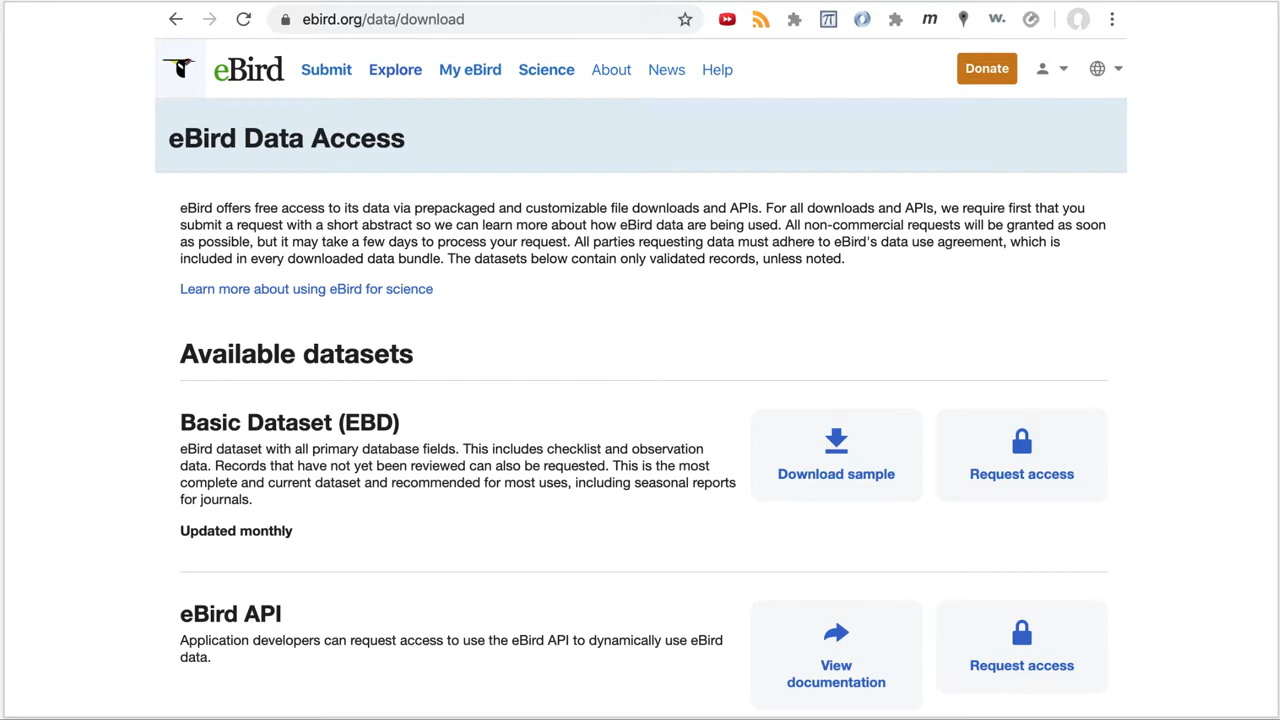 ebird.org/data/download
eBird Submit Explore My eBird Science About News Help Donate
eBird Data Access
eBird offers free access to its data via prepackaged and customizable file downloads and APIs. For all downloads and APIs, we require first that you
submit a request with a short abstract so we can learn more about how eBird data are being used. All non-commercial requests will be granted as soon
as possible, but it may take a few days to process your request. All parties requesting data must adhere to eBird's data use agreement, which is
included in every downloaded data bundle. The datasets below contain only validated records, unless noted.
Learn more about using eBird for science
Available datasets
Basic Dataset (EBD)
eBird dataset with all primary database fields. This includes checklist and observation
data. Records that have not yet been reviewed can also be requested. This is the most
complete and current dataset and recommended for most uses, including seasonal reports
for journals.
Updated monthly
Download sample
Request access
eBird API
Application developers can request access to use the eBird API to dynamically use eBird
data.
View
documentation
Request access